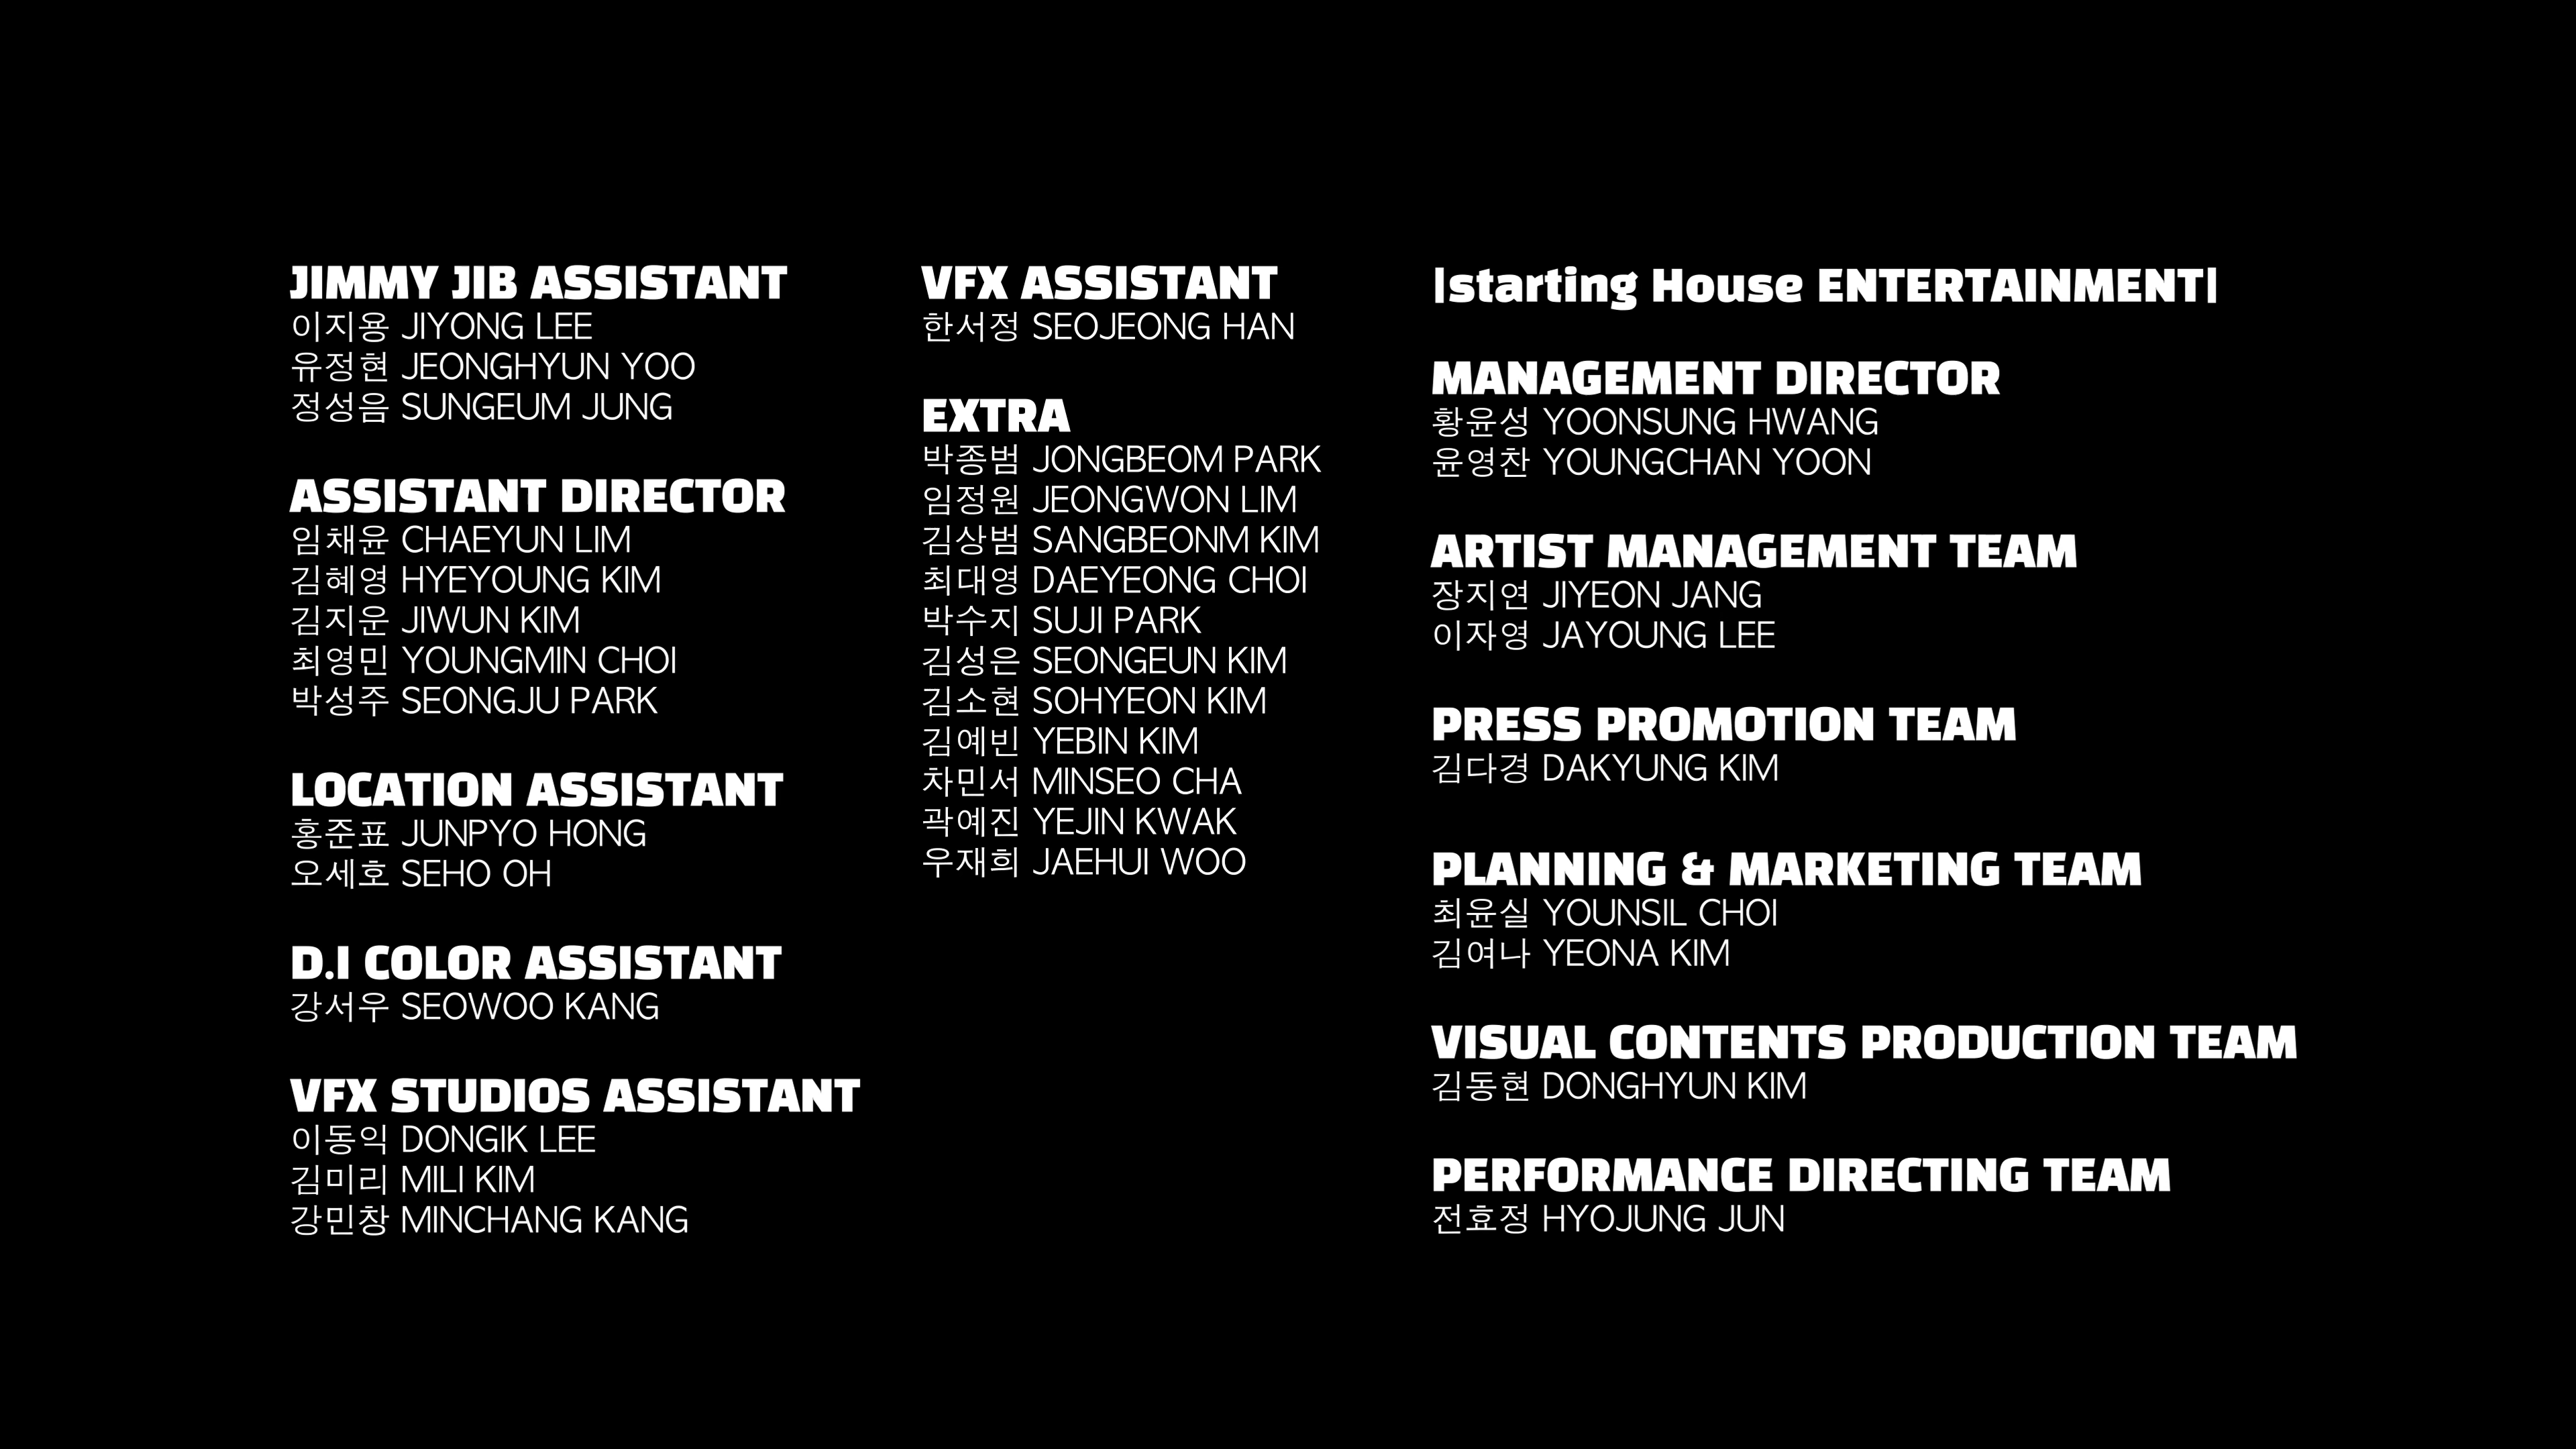 JIMMY JIB ASSISTANT
이지용 JIYONG LEE
유정현 JEONGHYUN YOO
정성음 SUNGEUM JUNG
ASSISTANT DIRECTOR
임채윤 CHAEYUN LIM
김혜영 HYEYOUNG KIM
김지운 JIWUN KIM
최영민 YOUNGMIN CHOI
박성주 SEONGJU PARK
LOCATION ASSISTANT
홍준표 JUNPYO HONG
오세호 SEHO OH
D.I COLOR ASSISTANT
강서우 SEOWOO KANG
VFX STUDIOS ASSISTANT
이동익 DONGIK LEE
김미리 MILI KIM
강민창 MINCHANG KANG
VFX ASSISTANT
한서정 SEOJEONG HAN
EXTRA
박종범 JONGBEOM PARK
임정원 JEONGWON LIM
김상범 SANGBEONM KIM
최대영 DAEYEONG CHOI
박수지 SUJI PARK
김성은 SEONGEUN KIM
김소현 SOHYEON KIM
김예빈 YEBIN KIM
차민서 MINSEO CHA
곽예진 YEJIN KWAK
우재희 JAEHUI WOO
|starting House ENTERTAINMENT|
MANAGEMENT DIRECTOR
황윤성 YOONSUNG HWANG
윤영찬 YOUNGCHAN YOON
ARTIST MANAGEMENT TEAM
장지연 JIYEON JANG
이자영 JAYOUNG LEE
PRESS PROMOTION TEAM
김다경 DAKYUNG KIM
PLANNING & MARKETING TEAM
최윤실 YOUNSIL CHOI
김여나 YEONA KIM
VISUAL CONTENTS PRODUCTION TEAM
김동현 DONGHYUN KIM
PERFORMANCE DIRECTING TEAM
전효정 HYOJUNG JUN